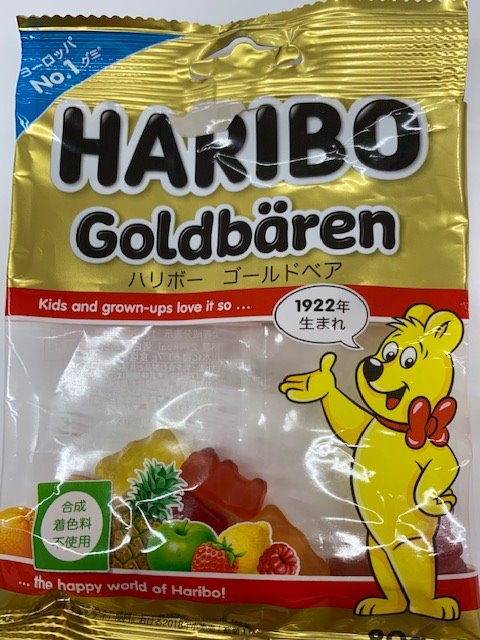 ヨーロッパ
No.1グミ
HARIBO
Goldbären
ハリボー ゴールドベア
Kids and grown-ups love it so ...
1922年
生まれ
合成
着色料
不使用
... the happy world of Haribo!